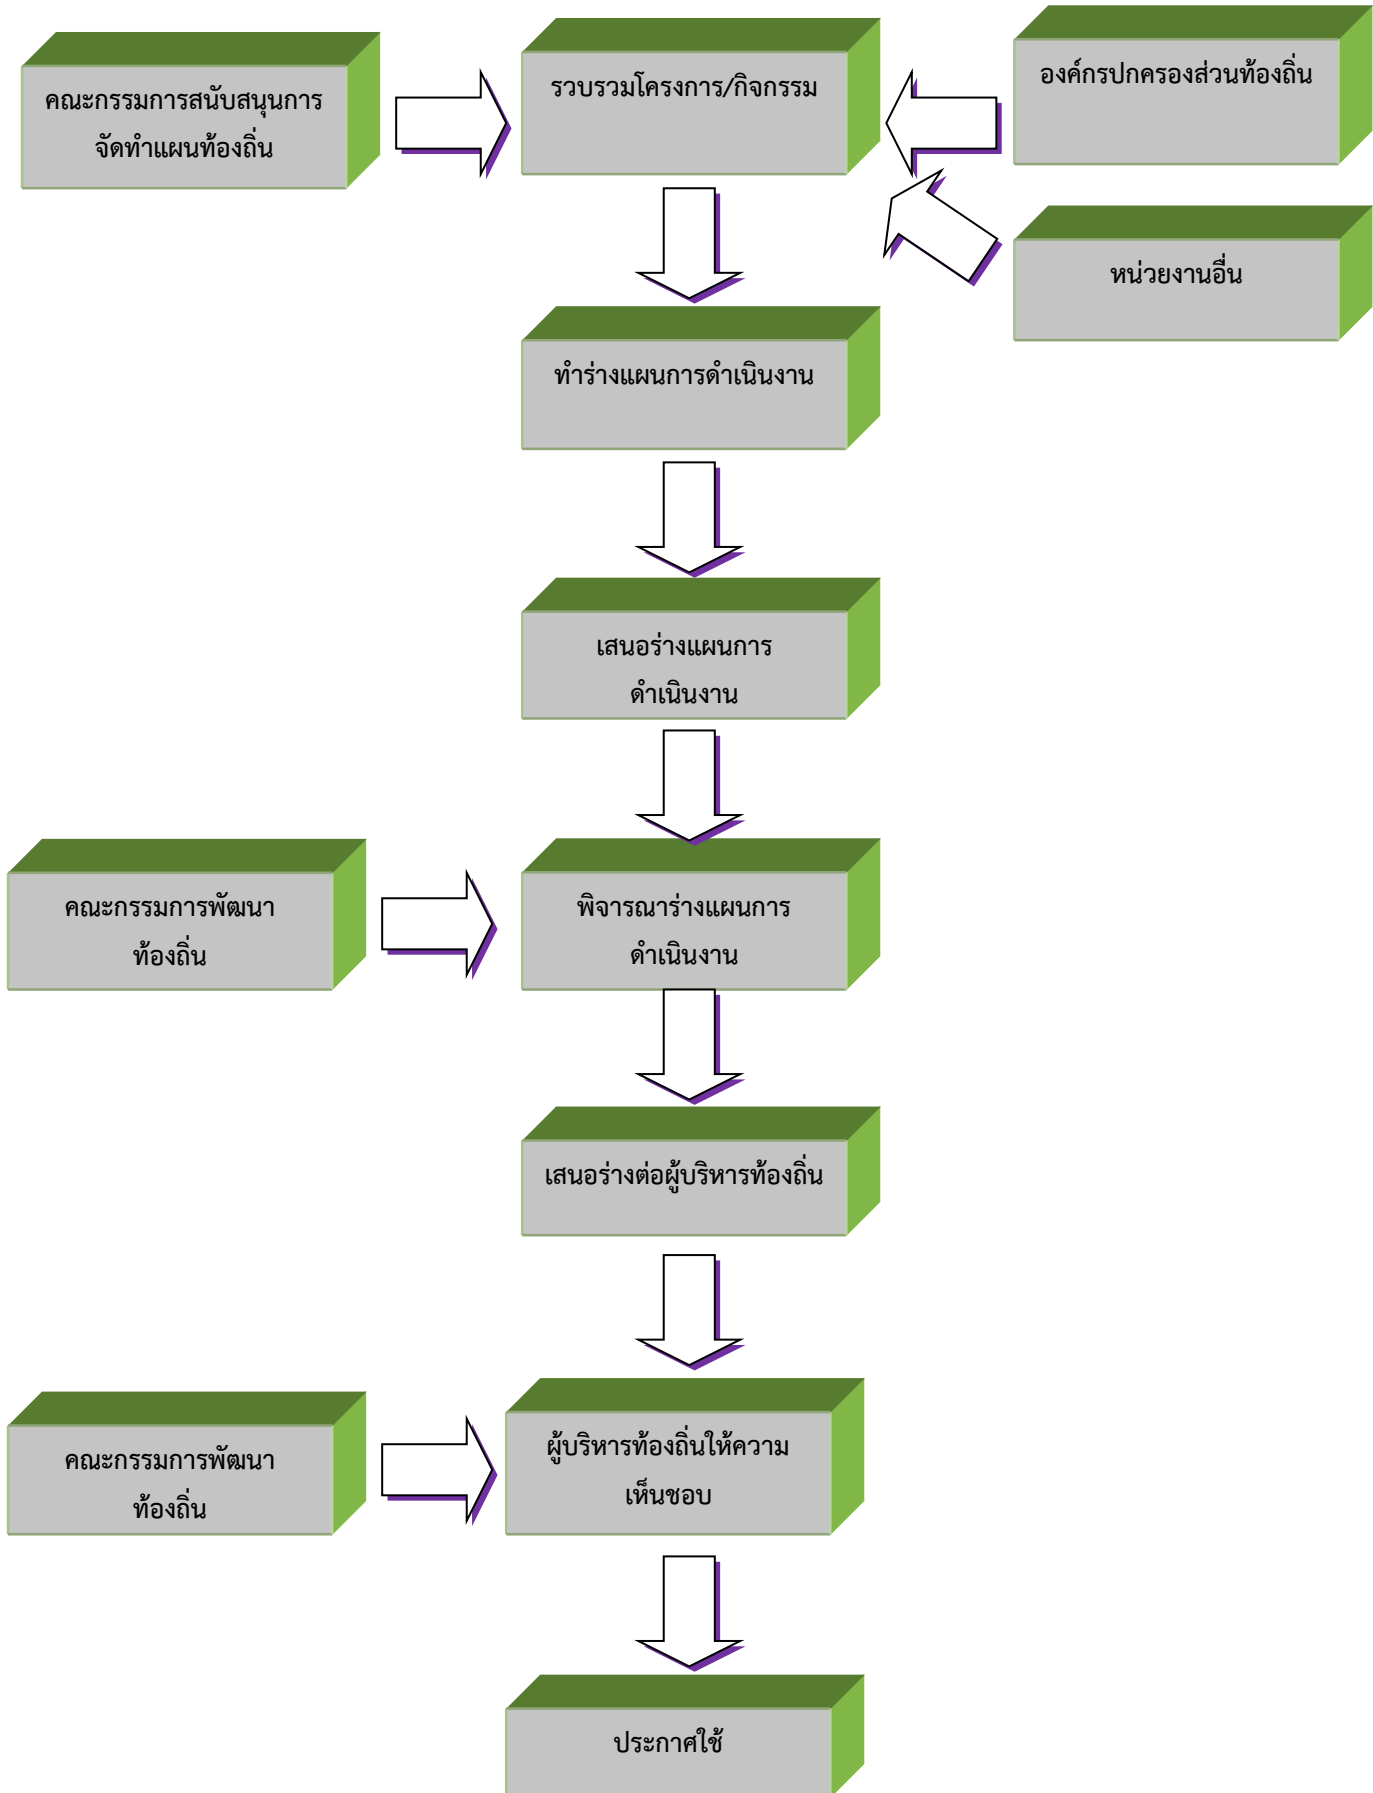 คณะกรรมการสนับสนุนการ
จัดทำแผนท้องถิ่น
รวบรวมโครงการ/กิจกรรม
องค์กรปกครองส่วนท้องถิ่น
หน่วยงานอื่น
ทำร่างแผนการดำเนินงาน
เสนอร่างแผนการ
ดำเนินงาน
คณะกรรมการพัฒนา
ท้องถิ่น
พิจารณาร่างแผนการ
ดำเนินงาน
เสนอร่างต่อผู้บริหารท้องถิ่น
คณะกรรมการพัฒนา
ท้องถิ่น
ผู้บริหารท้องถิ่นให้ความ
เห็นชอบ
ประกาศใช้